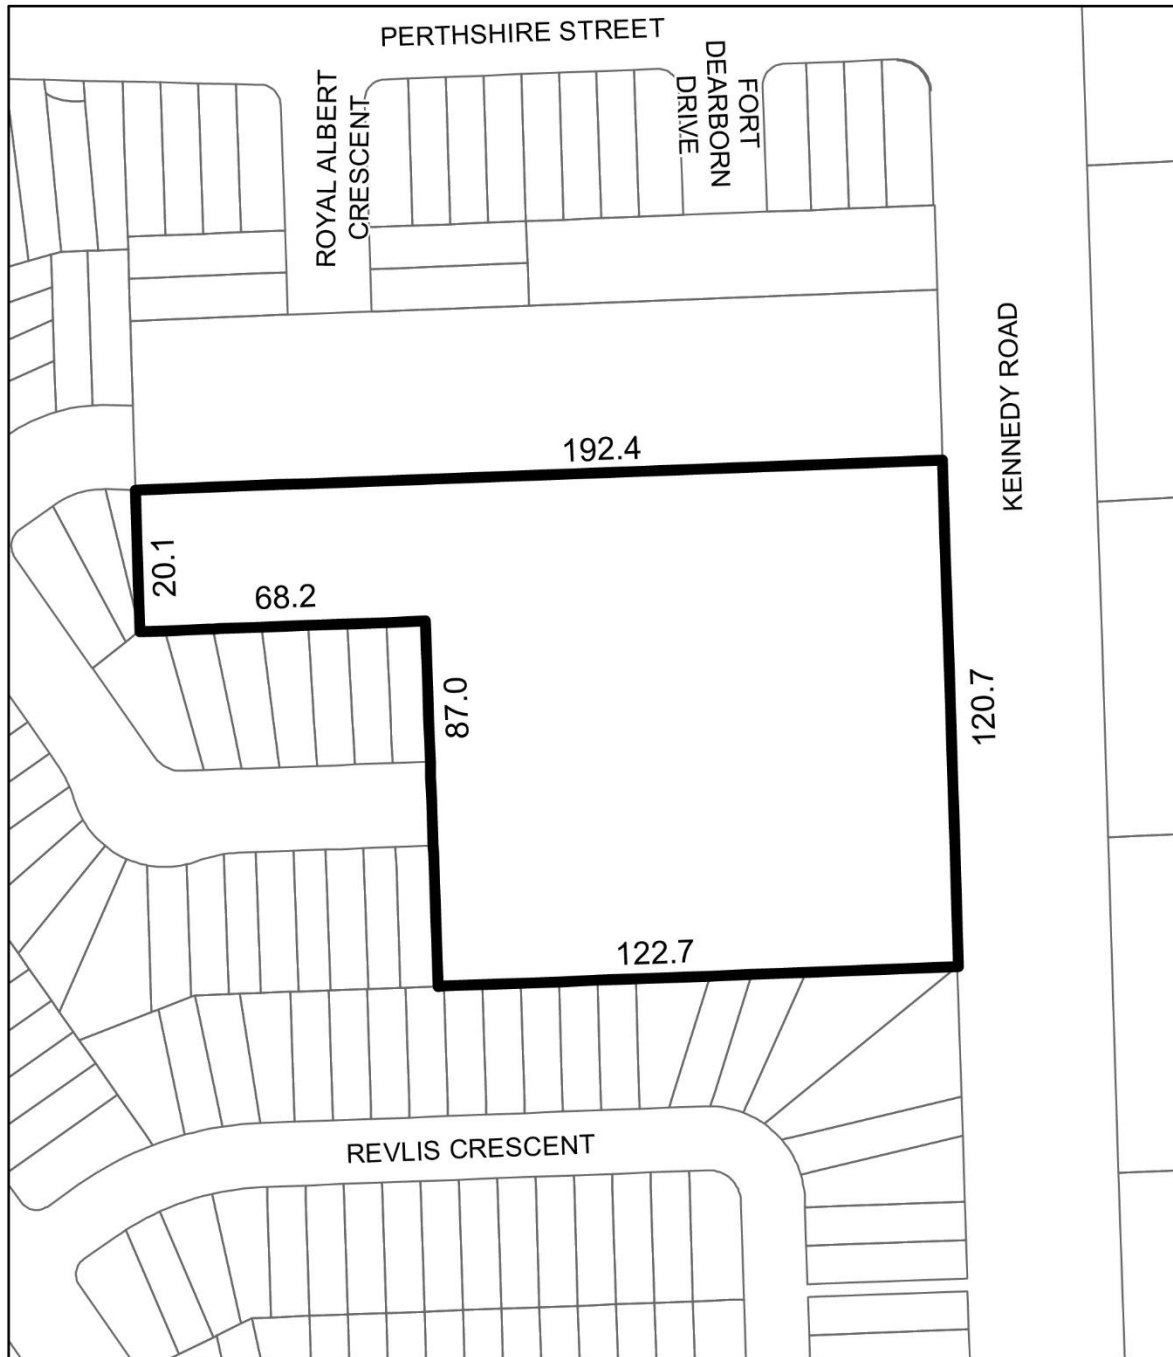 PERTHSHIRE STREET
ROYAL ALBERT
CRESCENT
FORT
DEARBORN
DRIVE
KENNEDY ROAD
192.4
20.1
68.2
87.0
120.7
122.7
REVLIS CRESCENT